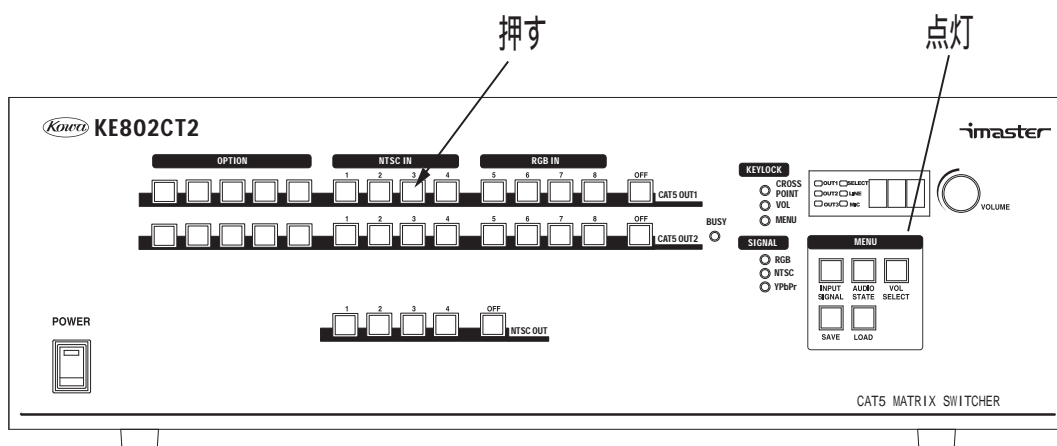 押す
点灯
Kowa KE802CT2
imaster
OPTION NTSC IN RGB IN
1 2 3 4 5 6 7 8 OFF
CAT5 OUT1
1 2 3 4 5 6 7 8 OFF
CAT5 OUT2
BUSY
KEYLOCK
CROSS POINT
VOL
MENU
SIGNAL
RGB
NTSC
YPbPr
OUT1 SELECT
OUT2 LINE
OUT3 MIC
VOLUME
MENU
INPUT SIGNAL
AUDIO STATE
VOL SELECT
SAVE LOAD
1 2 3 4 OFF
NTSC OUT
POWER
CAT5 MATRIX SWITCHER